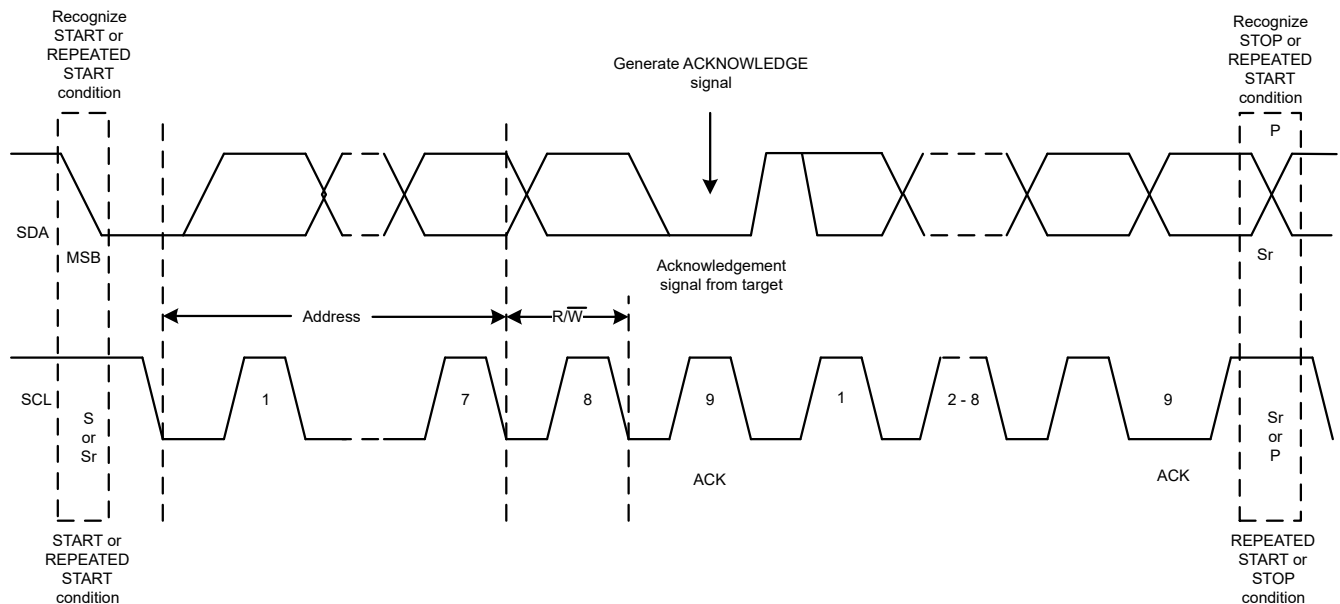 Recognize
START or
REPEATED
START
condition
Generate ACKNOWLEDGE
signal
Recognize
STOP or
REPEATED
START
condition
P
SDA
MSB
Acknowledgement
signal from target
Sr
Address
R/W̅
SCL
S
or
Sr
1
7
8
9
1
2 - 8
9
Sr
or
P
ACK
ACK
START or
REPEATED
START
condition
REPEATED
START or
STOP
condition